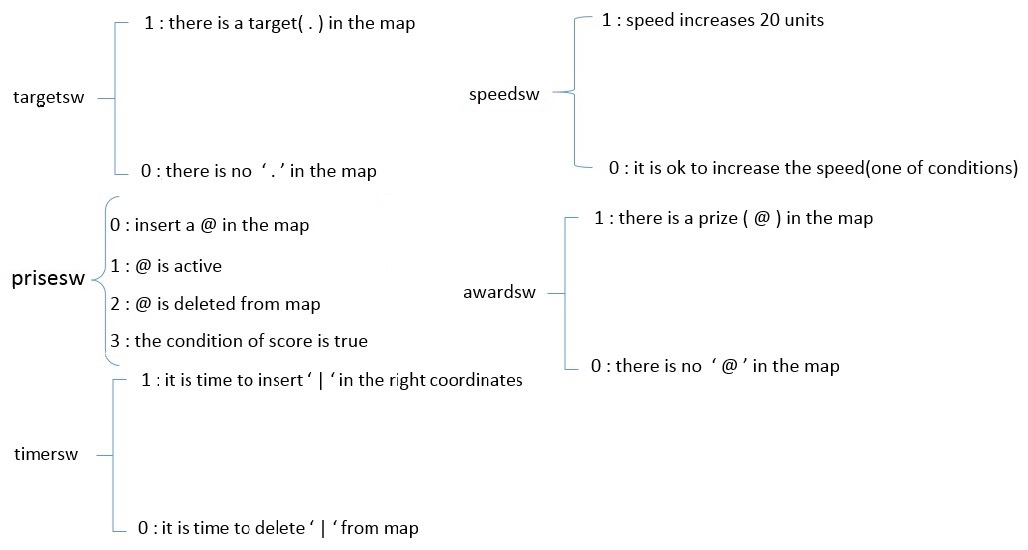 1 : there is a target( . ) in the map
targetsw
0 : there is no ‘ . ’ in the map
1 : speed increases 20 units
speedsw
0 : it is ok to increase the speed(one of conditions)
0 : insert a @ in the map
1 : @ is active
prisesw
2 : @ is deleted from map
3 : the condition of score is true
1 : there is a prize ( @ ) in the map
awardsw
0 : there is no ‘ @ ’ in the map
1 : it is time to insert ‘ | ‘ in the right coordinates
timersw
0 : it is time to delete ‘ | ‘ from map